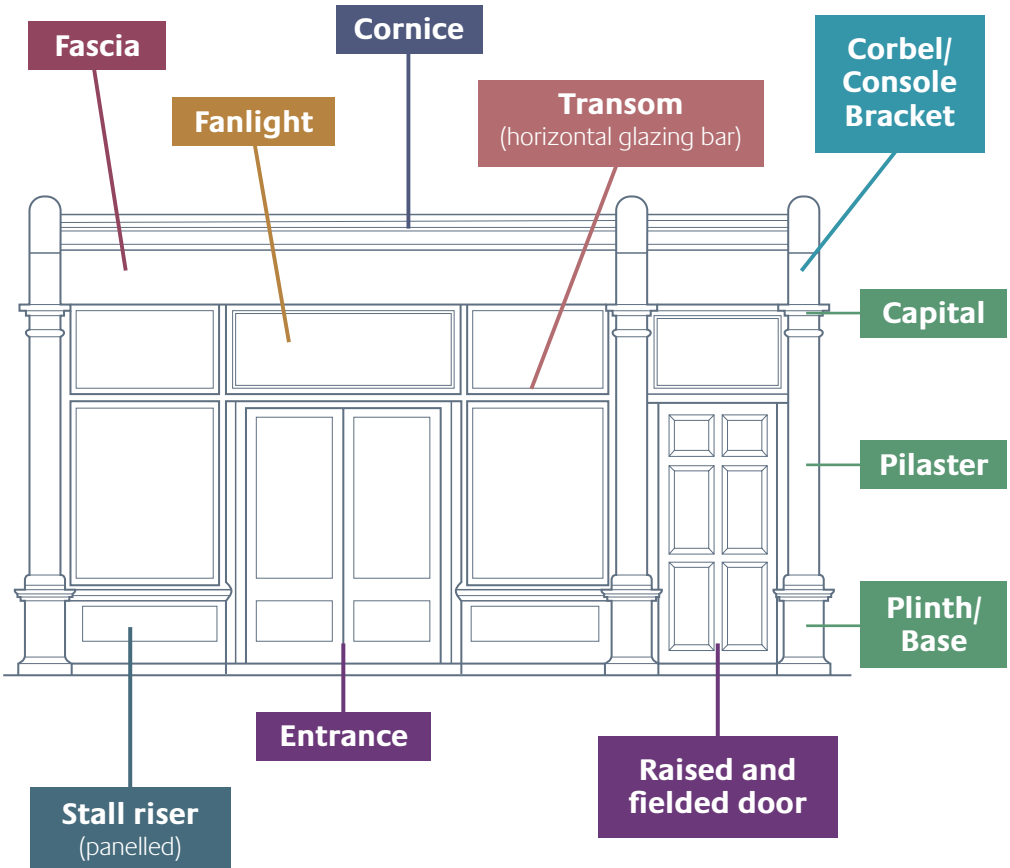 Fascia
Cornice
Corbel/
Console
Bracket
Fanlight
Transom
(horizontal glazing bar)
Capital
Pilaster
Plinth/
Base
Entrance
Raised and
fielded door
Stall riser
(panelled)